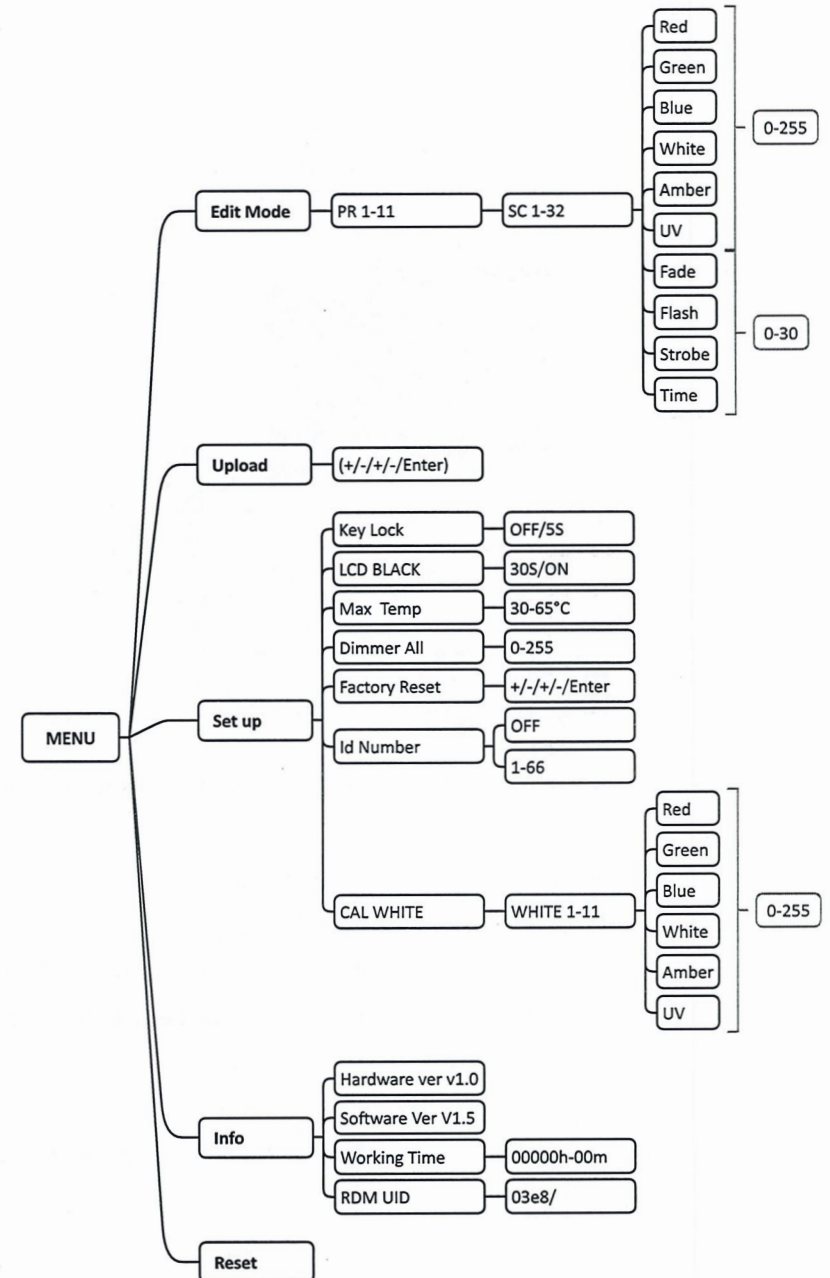 MENU
Edit Mode
PR 1-11
SC 1-32
Red
Green
Blue
White
Amber
UV
0-255
Fade
Flash
Strobe
Time
0-30
Upload
(+/-/+/-/Enter)
Set up
Key Lock
OFF/5S
LCD BLACK
30S/ON
Max Temp
30-65°C
Dimmer All
0-255
Factory Reset
+/-/+/-/Enter
Id Number
OFF
1-66
CAL WHITE
WHITE 1-11
Red
Green
Blue
White
Amber
UV
0-255
Info
Hardware ver v1.0
Software Ver V1.5
Working Time
00000h-00m
RDM UID
03e8/
Reset